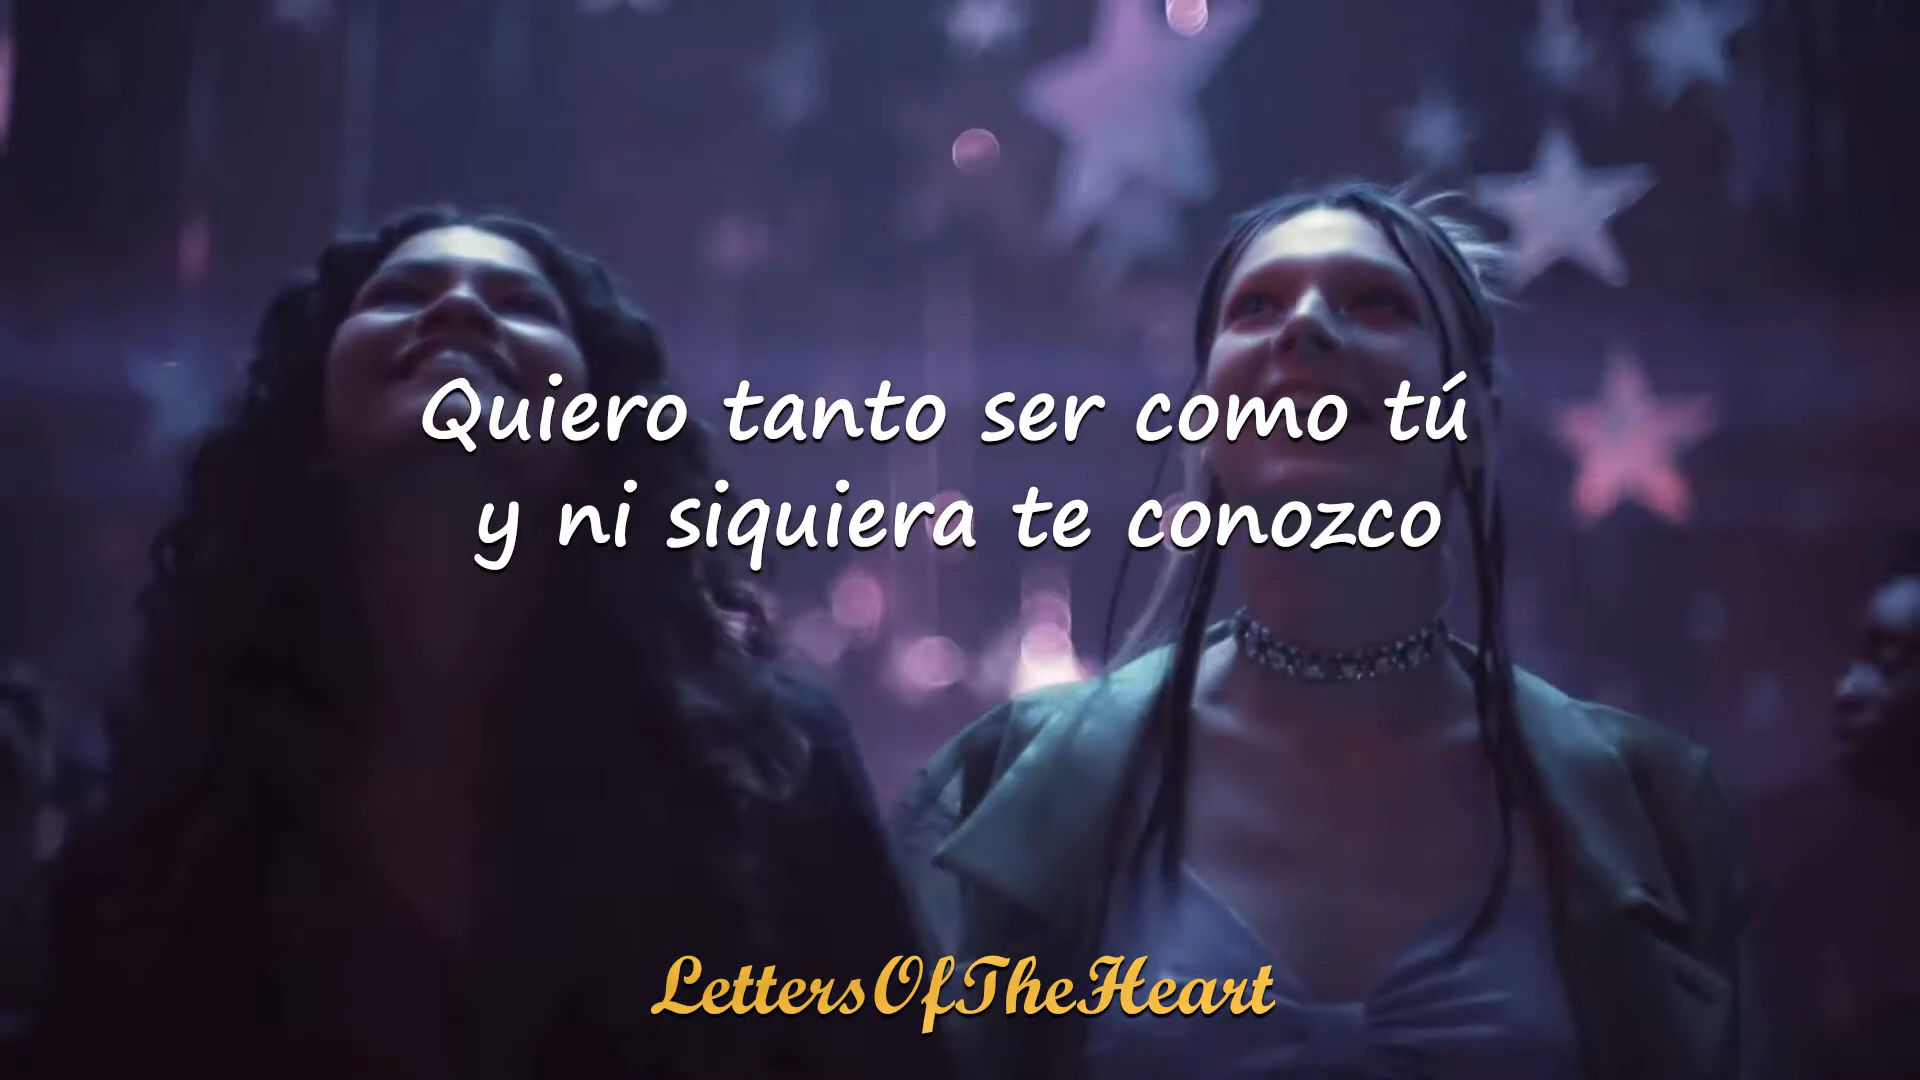 Quiero tanto ser como tú
y ni siquiera te conozco
LettersOfTheHeart